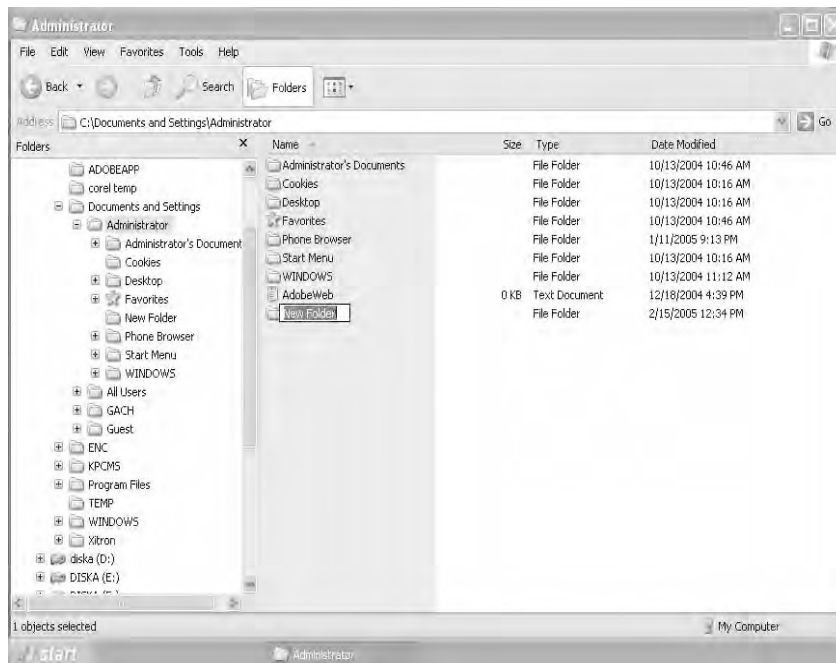 Administrator
File Edit View Favorites Tools Help
Back Search Folders
Address C:\Documents and Settings\Administrator Go
Folders X Name Size Type Date Modified
ADOBEAPP
corel temp
Documents and Settings
Administrator
Administrator's Document
Cookies
Desktop
Favorites
New Folder
Phone Browser
Start Menu
WINDOWS
All Users
GACH
Guest
ENC
KPCMS
Program Files
TEMP
WINDOWS
Xitron
diska (D:)
DISKA (E:)
Administrator's Documents File Folder 10/13/2004 10:46 AM
Cookies File Folder 10/13/2004 10:16 AM
Desktop File Folder 10/13/2004 10:16 AM
Favorites File Folder 10/13/2004 10:46 AM
Phone Browser File Folder 1/11/2005 9:13 PM
Start Menu File Folder 10/13/2004 10:16 AM
WINDOWS File Folder 10/13/2004 11:12 AM
AdobeWeb 0 KB Text Document 12/18/2004 4:39 PM
New Folder File Folder 2/15/2005 12:34 PM
1 objects selected My Computer
start Administrator